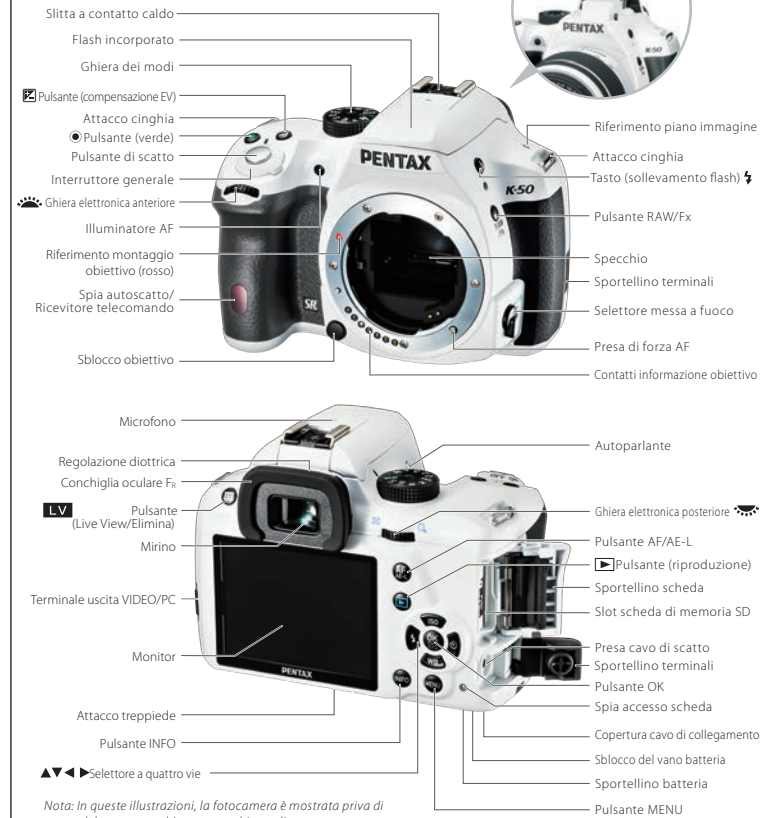 Slitta a contatto caldo
Flash incorporato
Ghiera dei modi
Pulsante (compensazione EV)
Attacco cinghia
Pulsante (verde)
Pulsante di scatto
Interruttore generale
Ghiera elettronica anteriore
Illuminatore AF
Riferimento montaggio
obiettivo (rosso)
Spia autoscatto/
Ricevitore telecomando
Sblocco obiettivo
PENTAX
K-50
PENTAX
K-50
SR
Riferimento piano immagine
Attacco cinghia
Tasto (sollevamento flash)
Pulsante RAW/Fx
Specchio
Sportellino terminali
Selettore messa a fuoco
Presa di forza AF
Contatti informazione obiettivo
Microfono
Regolazione diottrica
Conchiglia oculare FR
LV Pulsante
(Live View/Elimina)
Mirino
Terminale uscita VIDEO/PC
Monitor
Attacco treppiede
Pulsante INFO
▲▼◀ ▶Selettore a quattro vie
AF
ISO
OK
WB
INFO
MENU
PENTAX
Autoparlante
Ghiera elettronica posteriore
Pulsante AF/AE-L
Pulsante (riproduzione)
Sportellino scheda
Slot scheda di memoria SD
Presa cavo di scatto
Sportellino terminali
Pulsante OK
Spia accesso scheda
Copertura cavo di collegamento
Sblocco del vano batteria
Sportellino batteria
Pulsante MENU
Nota: In queste illustrazioni, la fotocamera è mostrata priva di